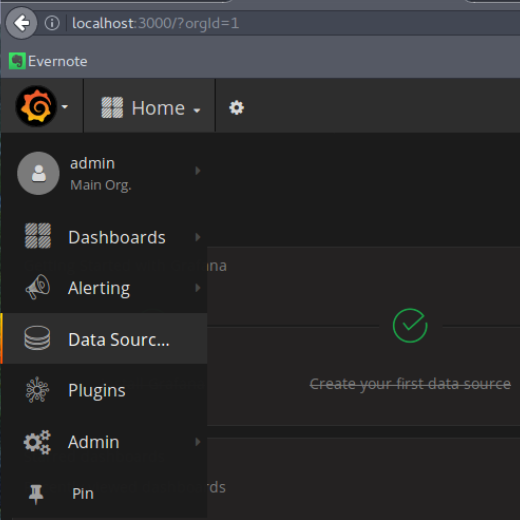 localhost:3000/?orgId=1
Evernote
Home
admin
Main Org.
Dashboards
ana
Alerting
Data Sourc...
Create your first data source
Plugins
Admin
rds
Pin